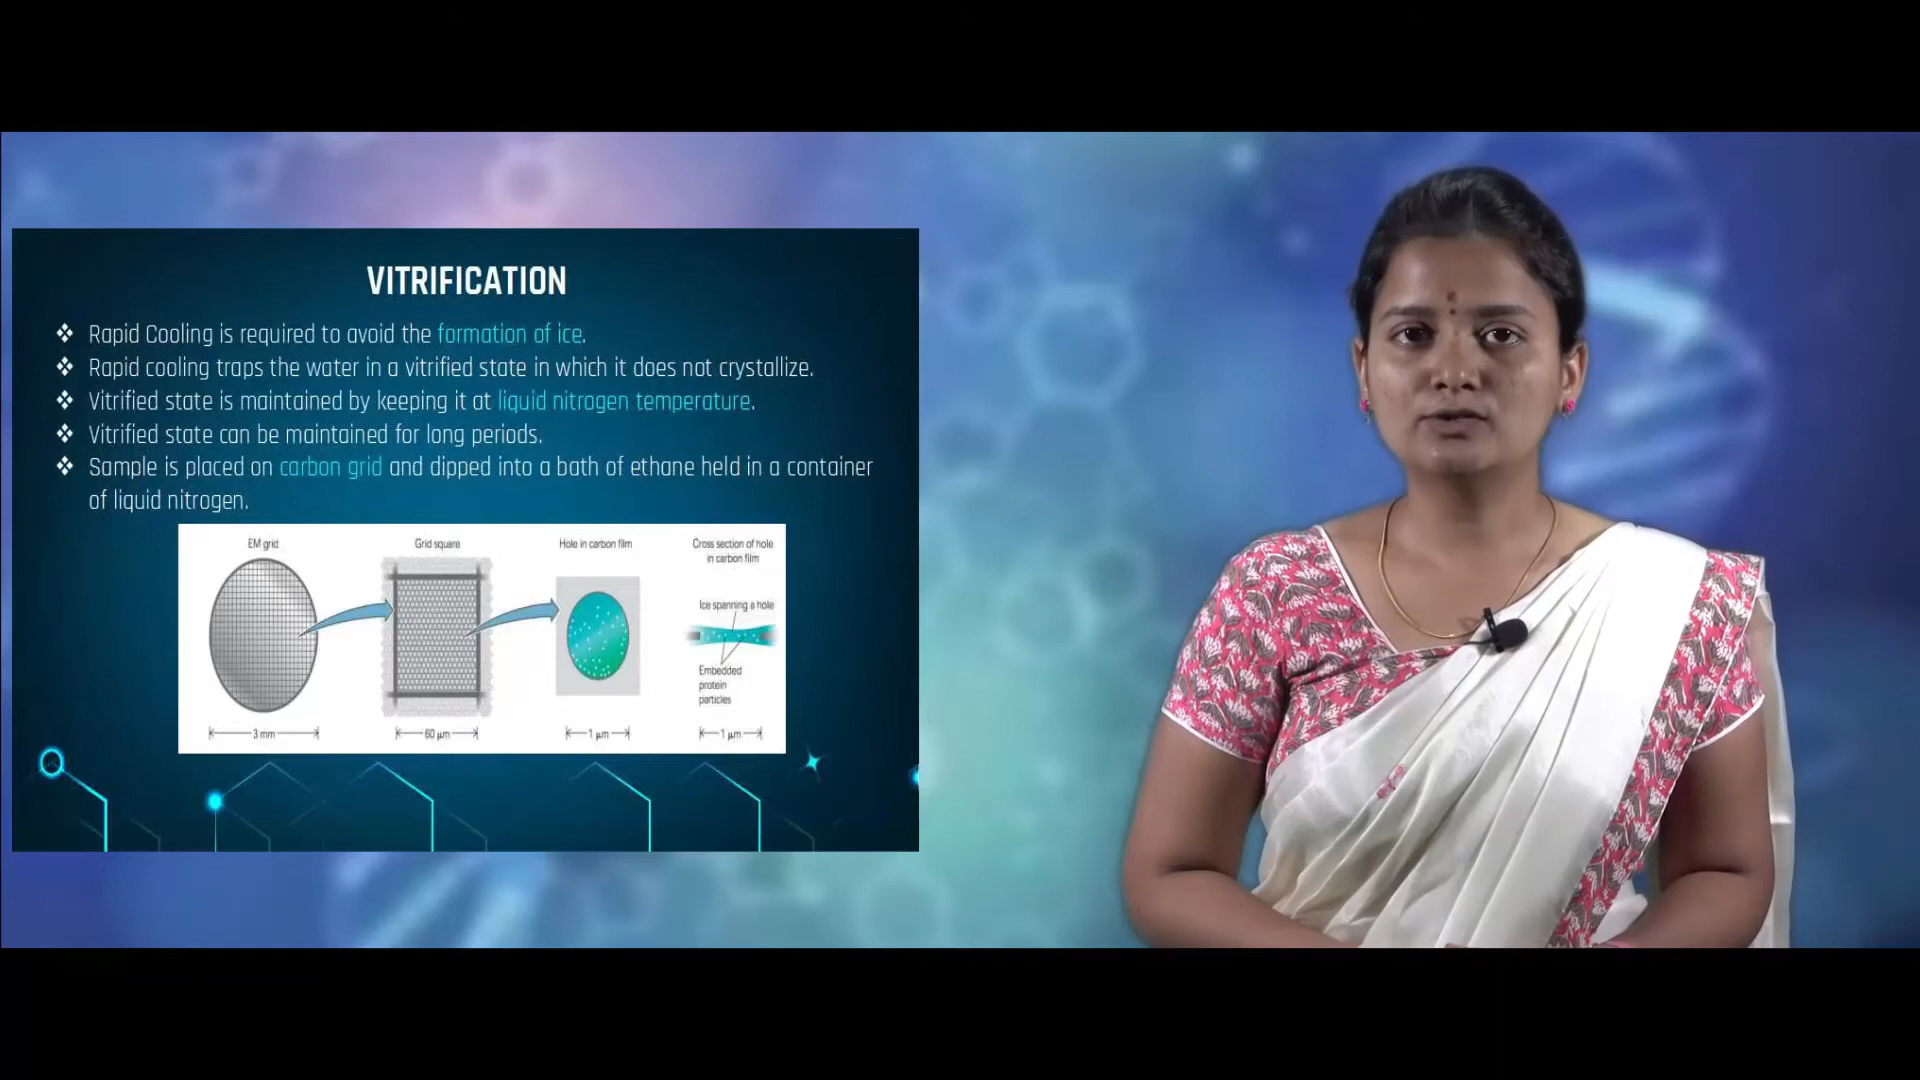 VITRIFICATION
❖ Rapid Cooling is required to avoid the formation of ice.
❖ Rapid cooling traps the water in a vitrified state in which it does not crystallize.
❖ Vitrified state is maintained by keeping it at liquid nitrogen temperature.
❖ Vitrified state can be maintained for long periods.
❖ Sample is placed on carbon grid and dipped into a bath of ethane held in a container
of liquid nitrogen.
EM grid
Grid square
Hole in carbon film
Cross section of hole
in carbon film
Ice spanning a hole
Embedded
protein
particles
3 mm
60 µm
1 µm
1 µm